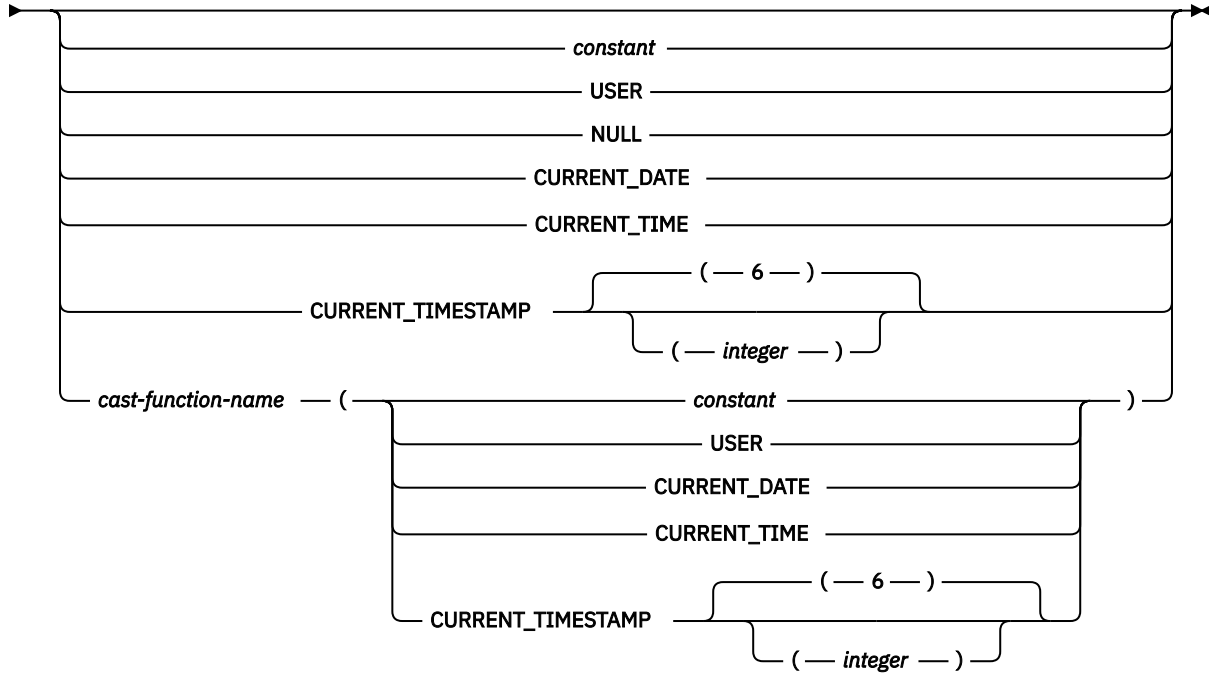 constant
USER
NULL
CURRENT_DATE
CURRENT_TIME
( 6 )
CURRENT_TIMESTAMP
( integer )
cast-function-name ( constant )
USER
CURRENT_DATE
CURRENT_TIME
( 6 )
CURRENT_TIMESTAMP
( integer )